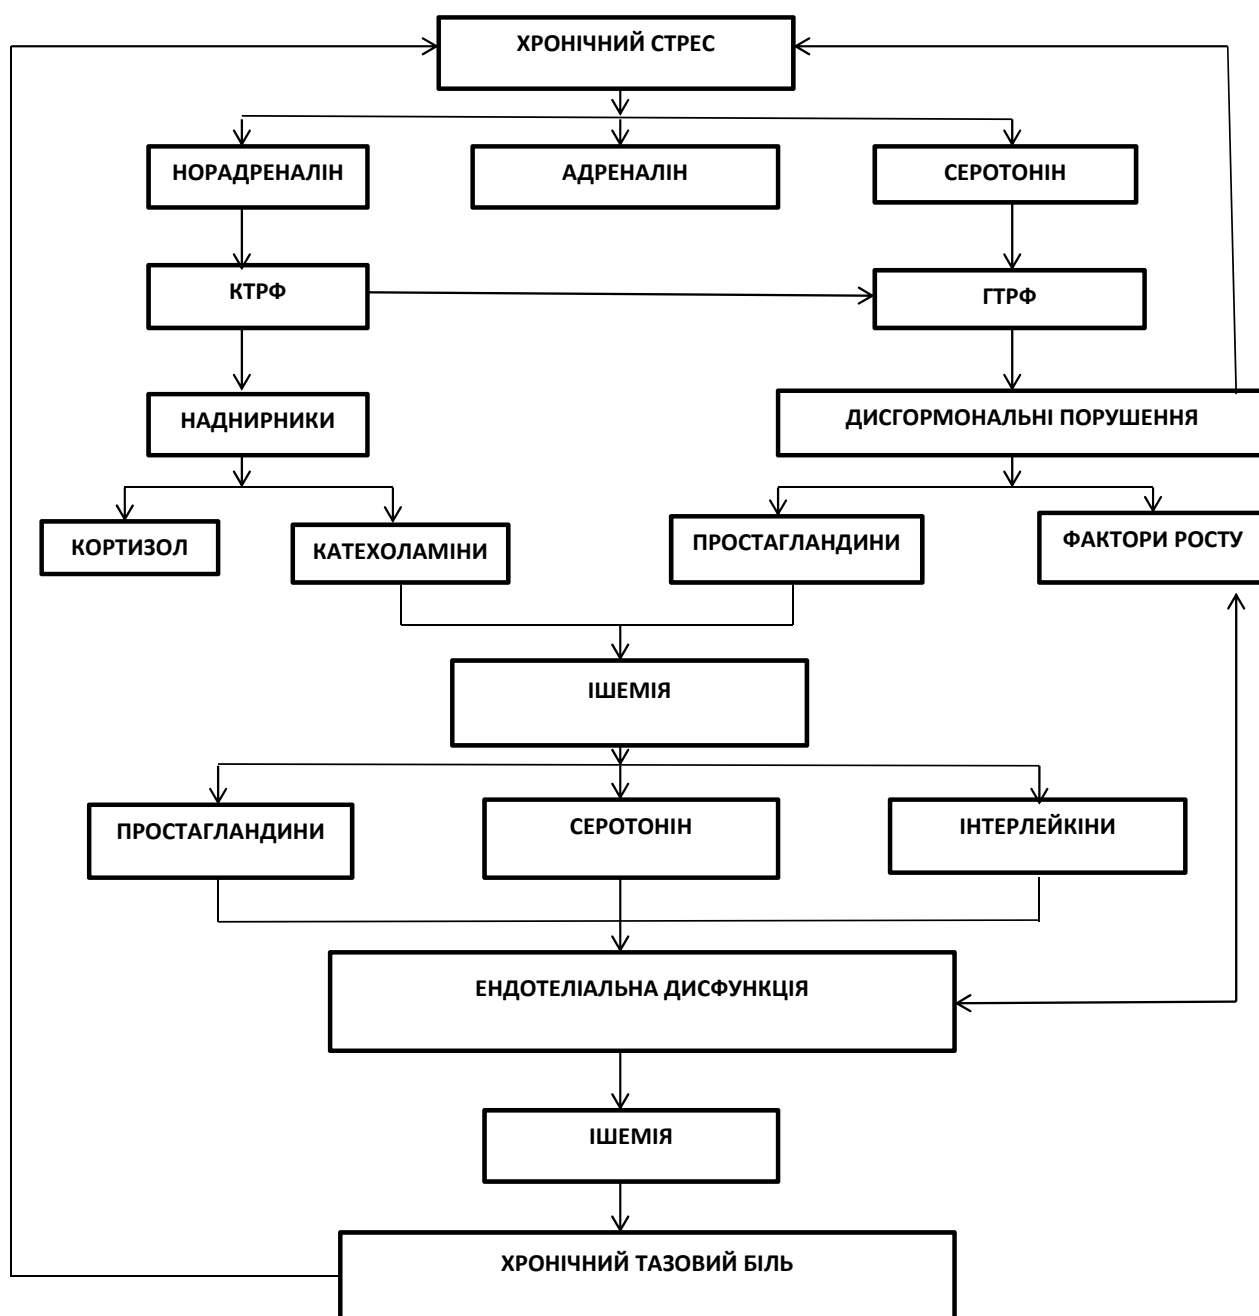 ХРОНІЧНИЙ СТРЕС
НОРАДРЕНАЛІН
АДРЕНАЛІН
СЕРОТОНІН
КТРФ
ГТРФ
НАДНИРНИКИ
ДИСГОРМОНАЛЬНІ ПОРУШЕННЯ
КОРТИЗОЛ
КАТЕХОЛАМІНИ
ПРОСТАГЛАНДИНИ
ФАКТОРИ РОСТУ
ІШЕМІЯ
ПРОСТАГЛАНДИНИ
СЕРОТОНІН
ІНТЕРЛЕЙКІНИ
ЕНДОТЕЛІАЛЬНА ДИСФУНКЦІЯ
ІШЕМІЯ
ХРОНІЧНИЙ ТАЗОВИЙ БІЛЬ